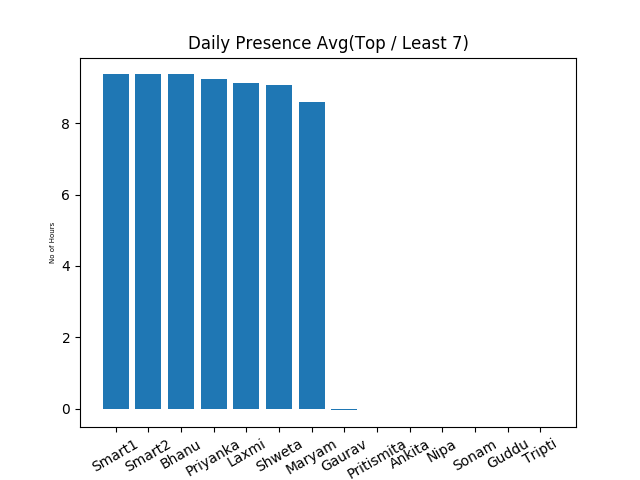 Daily Presence Avg(Top / Least 7)
No of Hours
8
6
4
2
0
Smart1
Smart2
Bhanu
Priyanka
Laxmi
Shweta
Maryam
Gaurav
Pritismita
Ankita
Nipa
Sonam
Guddu
Tripti